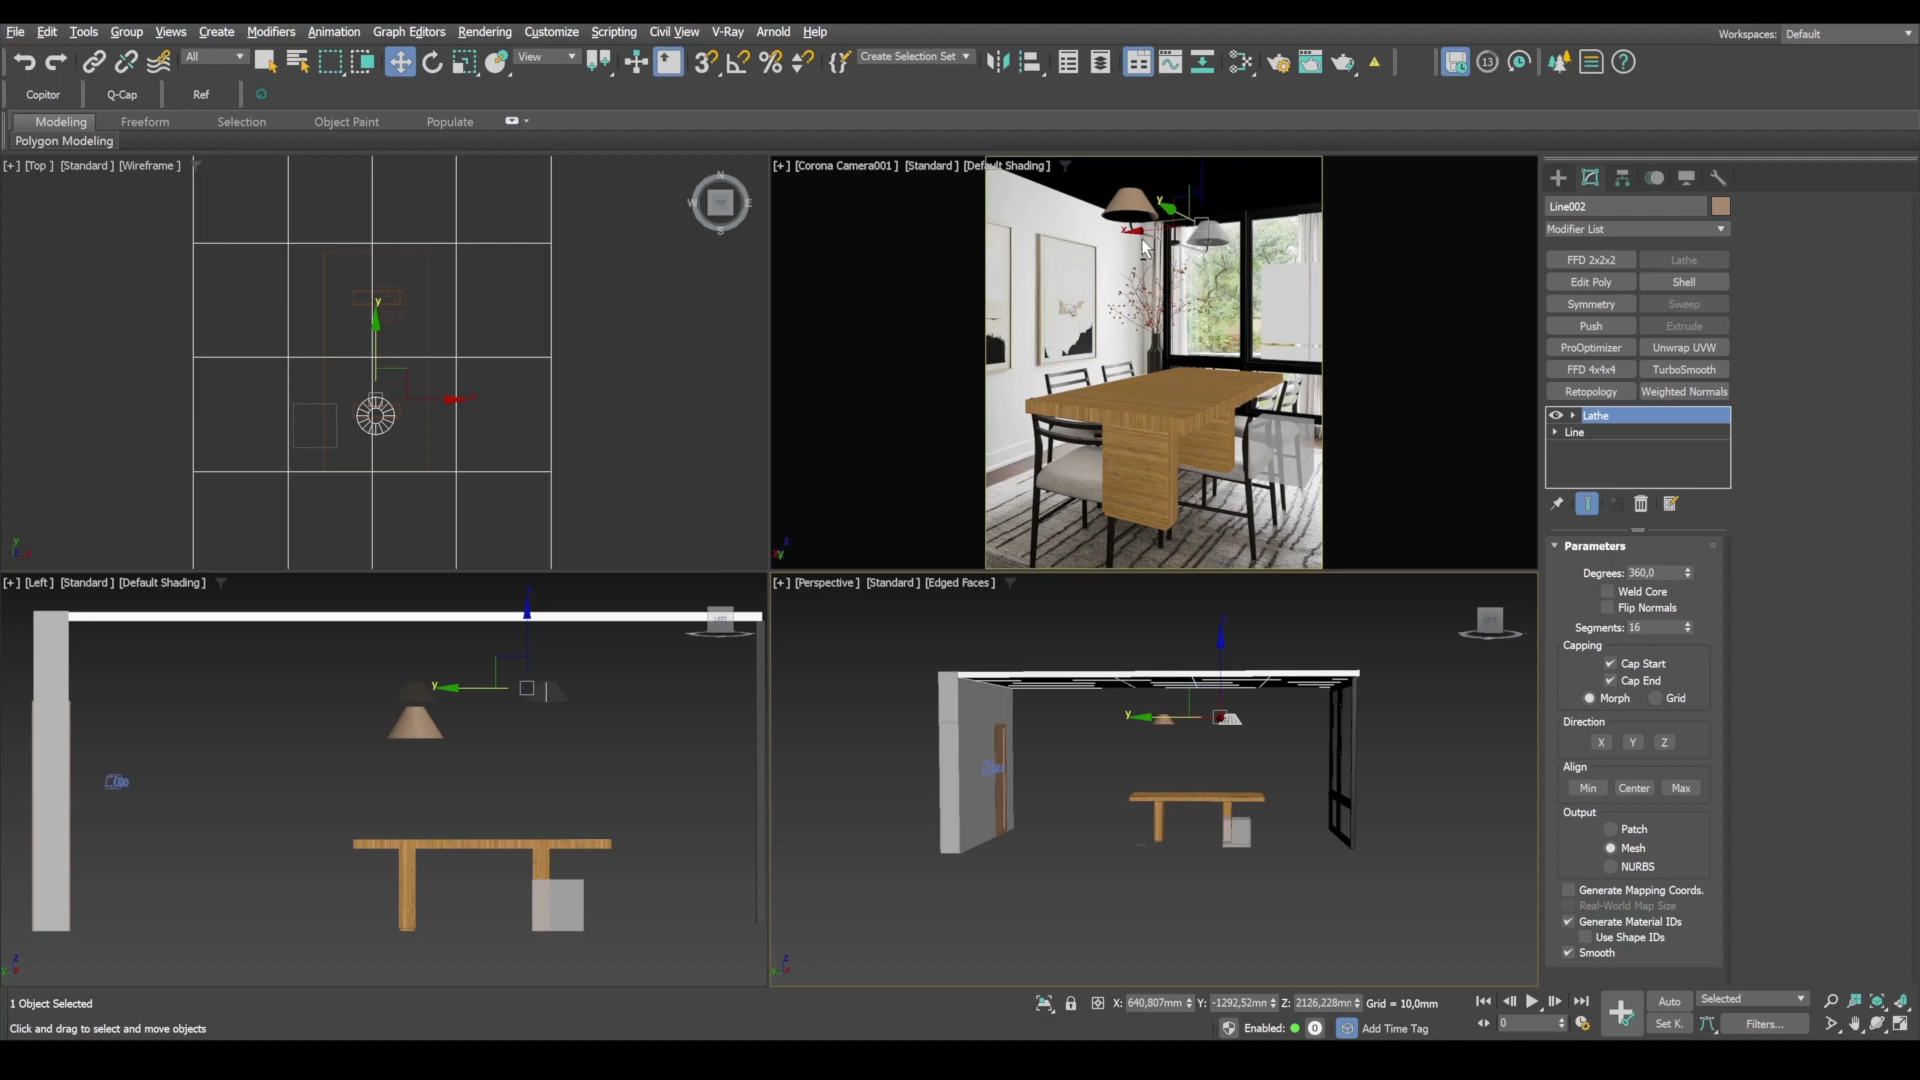 File Edit Tools Group Views Create Modifiers Animation Graph Editors Rendering Customize Scripting Civil View V-Ray Arnold Help
Workspaces: Default
All View Create Selection Set 13
Copitor Q-Cap Ref
Modeling Freeform Selection Object Paint Populate
Polygon Modeling
[+] [Top ] [Standard ] [Wireframe ]
N
W TOP E
S
y
x
[+] [Corona Camera001 ] [Standard ] [Default Shading ]
y
x
Line002
Modifier List
FFD 2x2x2 Lathe
Edit Poly Shell
Symmetry Sweep
Push Extrude
ProOptimizer Unwrap UVW
FFD 4x4x4 TurboSmooth
Retopology Weighted Normals
Lathe
Line
Parameters
Degrees: 360,0
Weld Core
Flip Normals
Segments: 16
Capping
Cap Start
Cap End
Morph Grid
Direction
X Y Z
Align
Min Center Max
Output
Patch
Mesh
NURBS
Generate Mapping Coords.
Real-World Map Size
Generate Material IDs
Use Shape IDs
Smooth
[+] [Left ] [Standard ] [Default Shading ]
LEFT
y
[+] [Perspective ] [Standard ] [Edged Faces ]
LEFT
y
1 Object Selected
Click and drag to select and move objects
X: 640,807mm Y: -1292,52mm Z: 2126,228mm Grid = 10,0mm
Enabled: 0 Add Time Tag
0
Auto Selected
Set K. Filters...